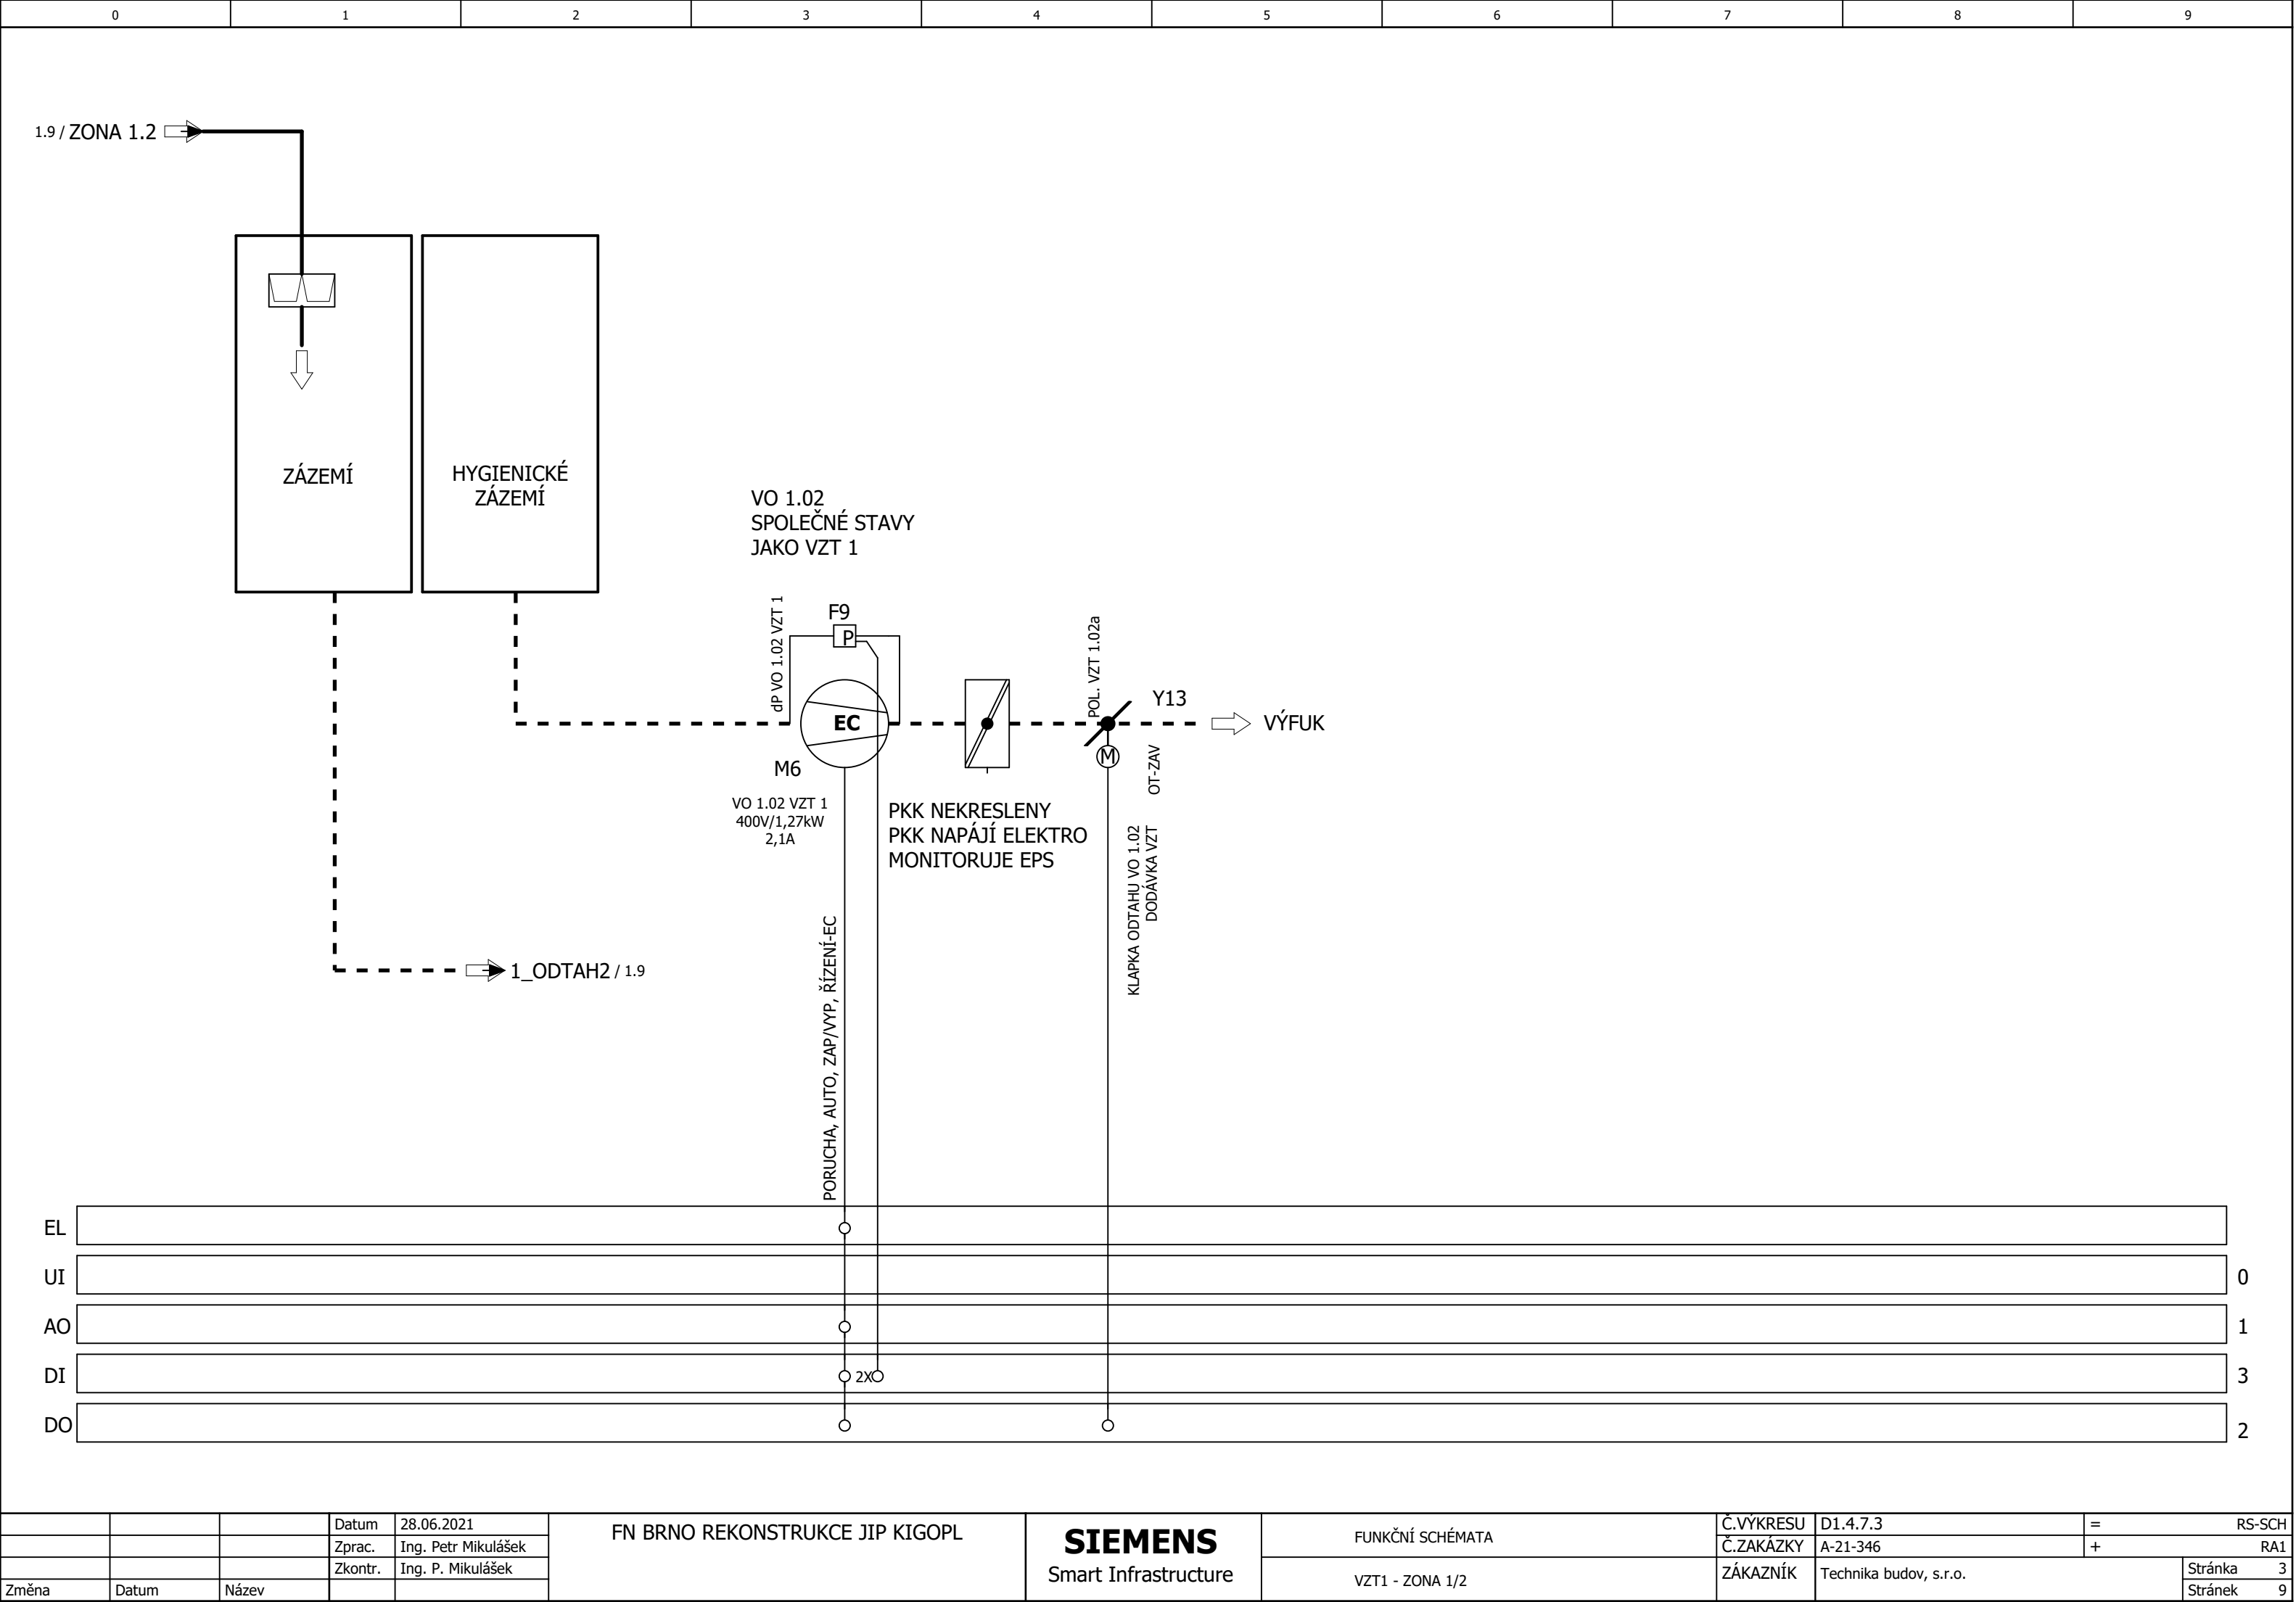 0 1 2 3 4 5 6 7 8 9
1.9 / ZONA 1.2
ZÁZEMÍ
HYGIENICKÉ
ZÁZEMÍ
VO 1.02
SPOLEČNÉ STAVY
JAKO VZT 1
dP VO 1.02 VZT 1
F9
P
EC
M6
VO 1.02 VZT 1
400V/1,27kW
2,1A
PKK NEKRESLENY
PKK NAPÁJÍ ELEKTRO
MONITORUJE EPS
POL. VZT 1.02a
Y13
M
OT-ZAV
VÝFUK
KLAPKA ODTAHU VO 1.02
DODÁVKA VZT
1_ODTAH2 / 1.9
PORUCHA, AUTO, ZAP/VYP, ŘÍZENÍ-EC
EL
UI 0
AO 1
DI 2X 3
DO 2
Datum 28.06.2021
Zprac. Ing. Petr Mikulášek
Zkontr. Ing. P. Mikulášek
Změna Datum Název
FN BRNO REKONSTRUKCE JIP KIGOPL
SIEMENS
Smart Infrastructure
FUNKČNÍ SCHÉMATA
VZT1 - ZONA 1/2
Č.VÝKRESU D1.4.7.3 = RS-SCH
Č.ZAKÁZKY A-21-346 + RA1
ZÁKAZNÍK Technika budov, s.r.o.
Stránka 3
Stránek 9